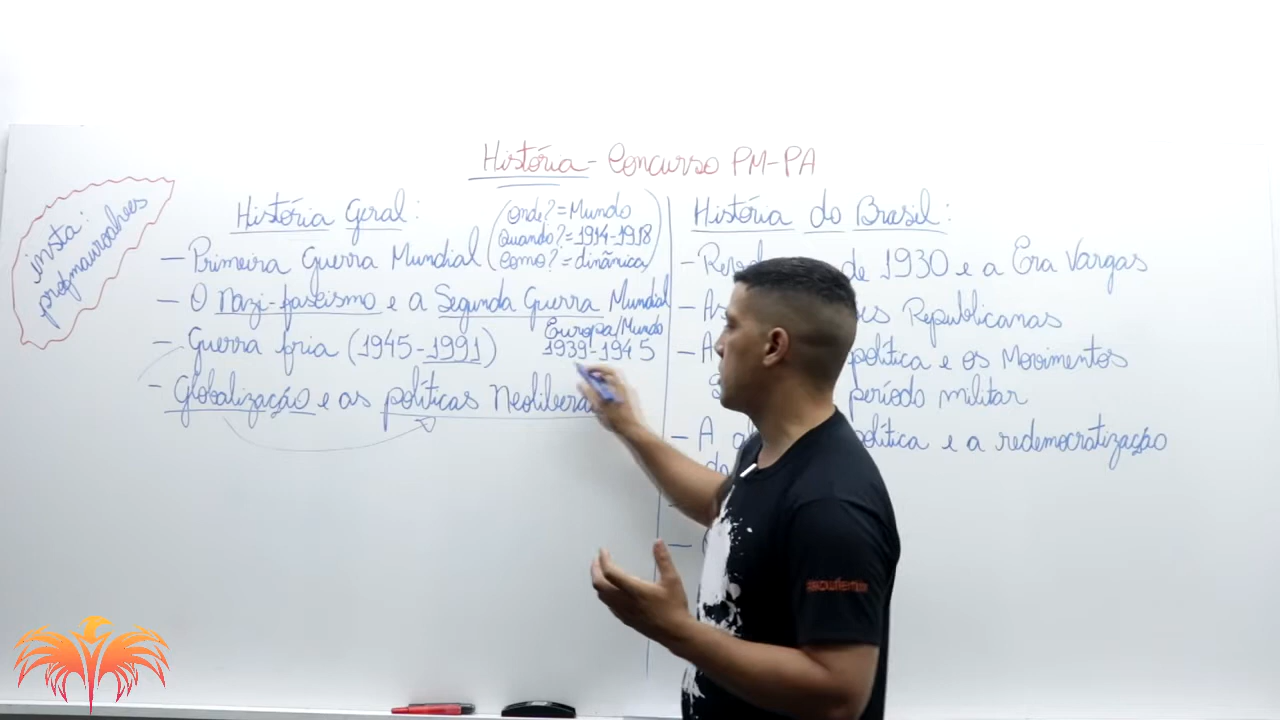 História - Concurso PM-PA
insta
profmauroabreu
História Geral:
(Onde? = Mundo
Quando? = 1914-1918
Como? = dinâmica)
- Primeira Guerra Mundial
- O Nazi-fascismo e a Segunda Guerra Mundial
Europa/Mundo
1939-1945
- Guerra fria (1945-1991)
- Globalização e as políticas
História do Brasil:
- de 1930 e a Era Vargas
- Republicanas
- política e os Movimentos
período militar
- A política e a redemocratização